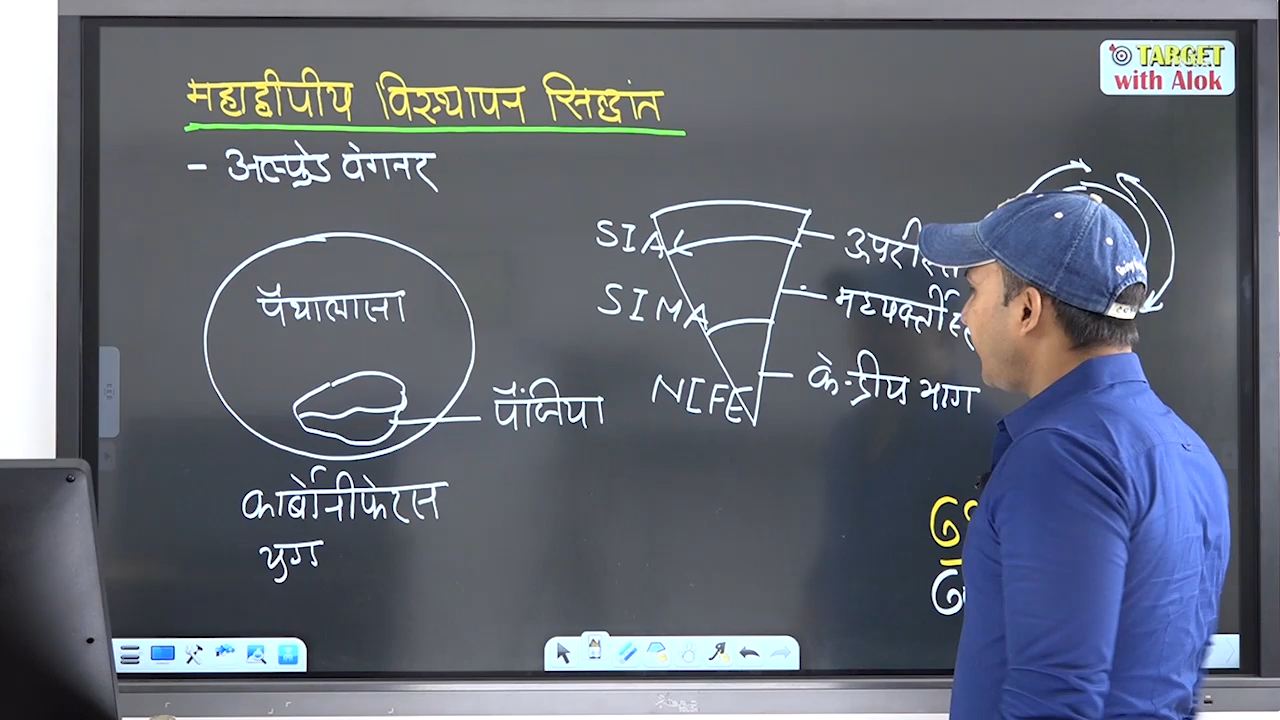 TARGET
with Alok
महाद्वीपीय विस्थापन सिद्धांत
- अल्फ्रेड वेगनर
पैंथालासा
पैंजिया
कार्बोनीफेरस
युग
SIAL
SIMA
NIFE
केन्द्रीय भाग